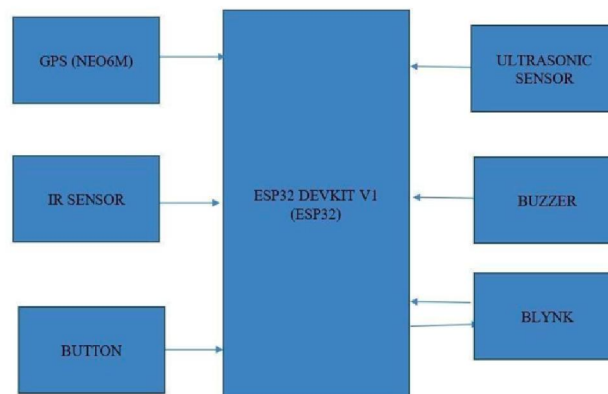 GPS (NEO6M)
IR SENSOR
BUTTON
ESP32 DEVKIT V1
(ESP32)
ULTRASONIC
SENSOR
BUZZER
BLYNK